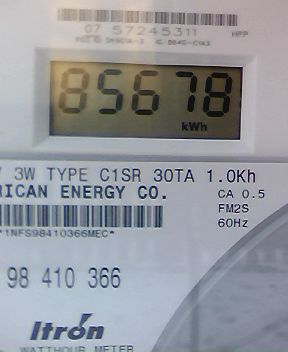 07 57245311 HPP
85678
kWh
3W TYPE C1SR 30TA 1.0Kh
RICAN ENERGY CO. CA 0.5
FM2S
*1NFS98410366MEC* 60Hz
98 410 366
Itron
WATTHOUR METER